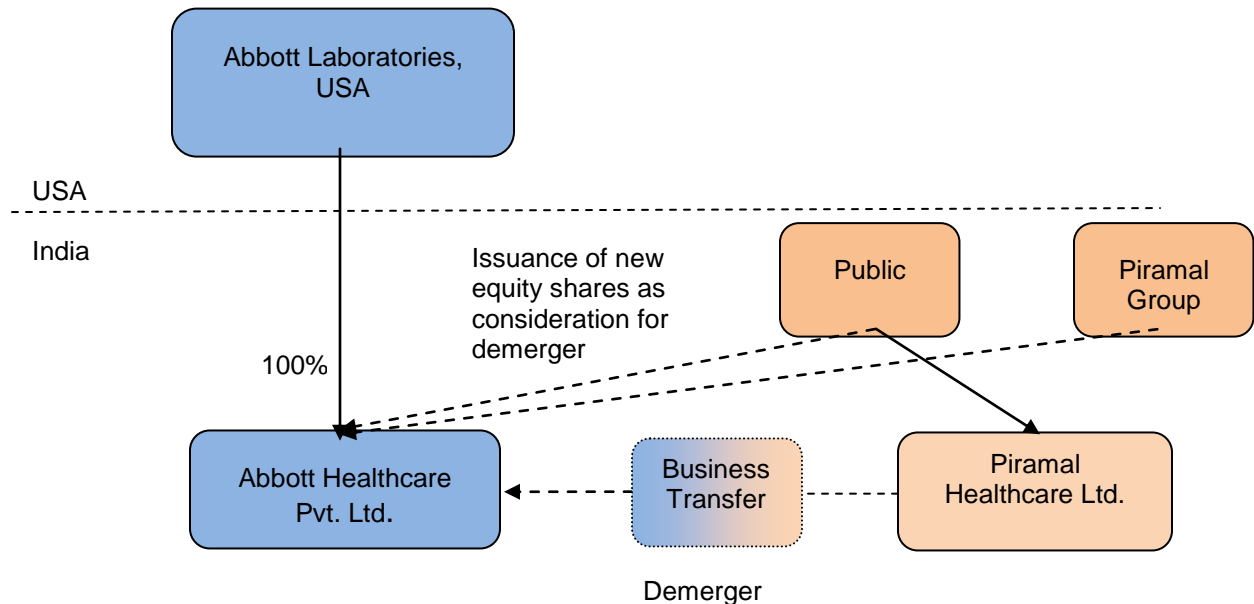 Abbott Laboratories,
USA
USA
India
Issuance of new
equity shares as
consideration for
demerger
Public
Piramal
Group
100%
Abbott Healthcare
Pvt. Ltd.
Business
Transfer
Piramal
Healthcare Ltd.
Demerger